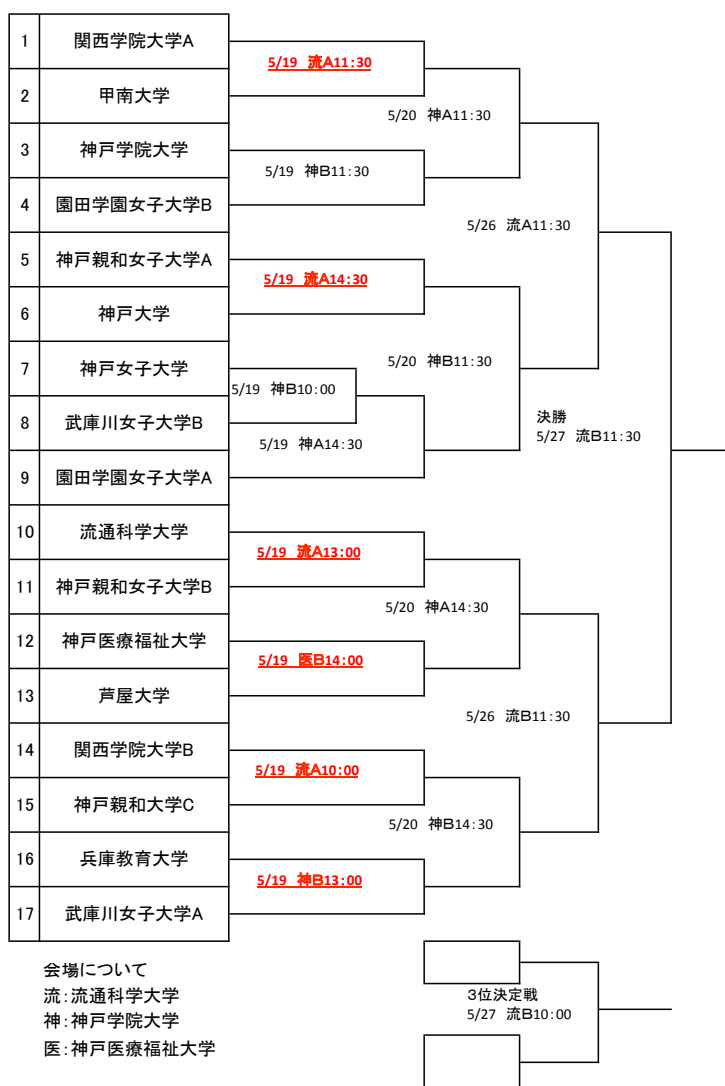 1 関西学院大学A
5/19 流A11:30
2 甲南大学
5/20 神A11:30
3 神戸学院大学
5/19 神B11:30
4 園田学園女子大学B
5/26 流A11:30
5 神戸親和女子大学A
5/19 流A14:30
6 神戸大学
5/20 神B11:30
7 神戸女子大学
5/19 神B10:00
8 武庫川女子大学B
決勝
5/27 流B11:30
5/19 神A14:30
9 園田学園女子大学A
10 流通科学大学
5/19 流A13:00
11 神戸親和女子大学B
5/20 神A14:30
12 神戸医療福祉大学
5/19 医B14:00
13 芦屋大学
5/26 流B11:30
14 関西学院大学B
5/19 流A10:00
15 神戸親和大学C
5/20 神B14:30
16 兵庫教育大学
5/19 神B13:00
17 武庫川女子大学A
会場について
流:流通科学大学
神:神戸学院大学
医:神戸医療福祉大学
3位決定戦
5/27 流B10:00